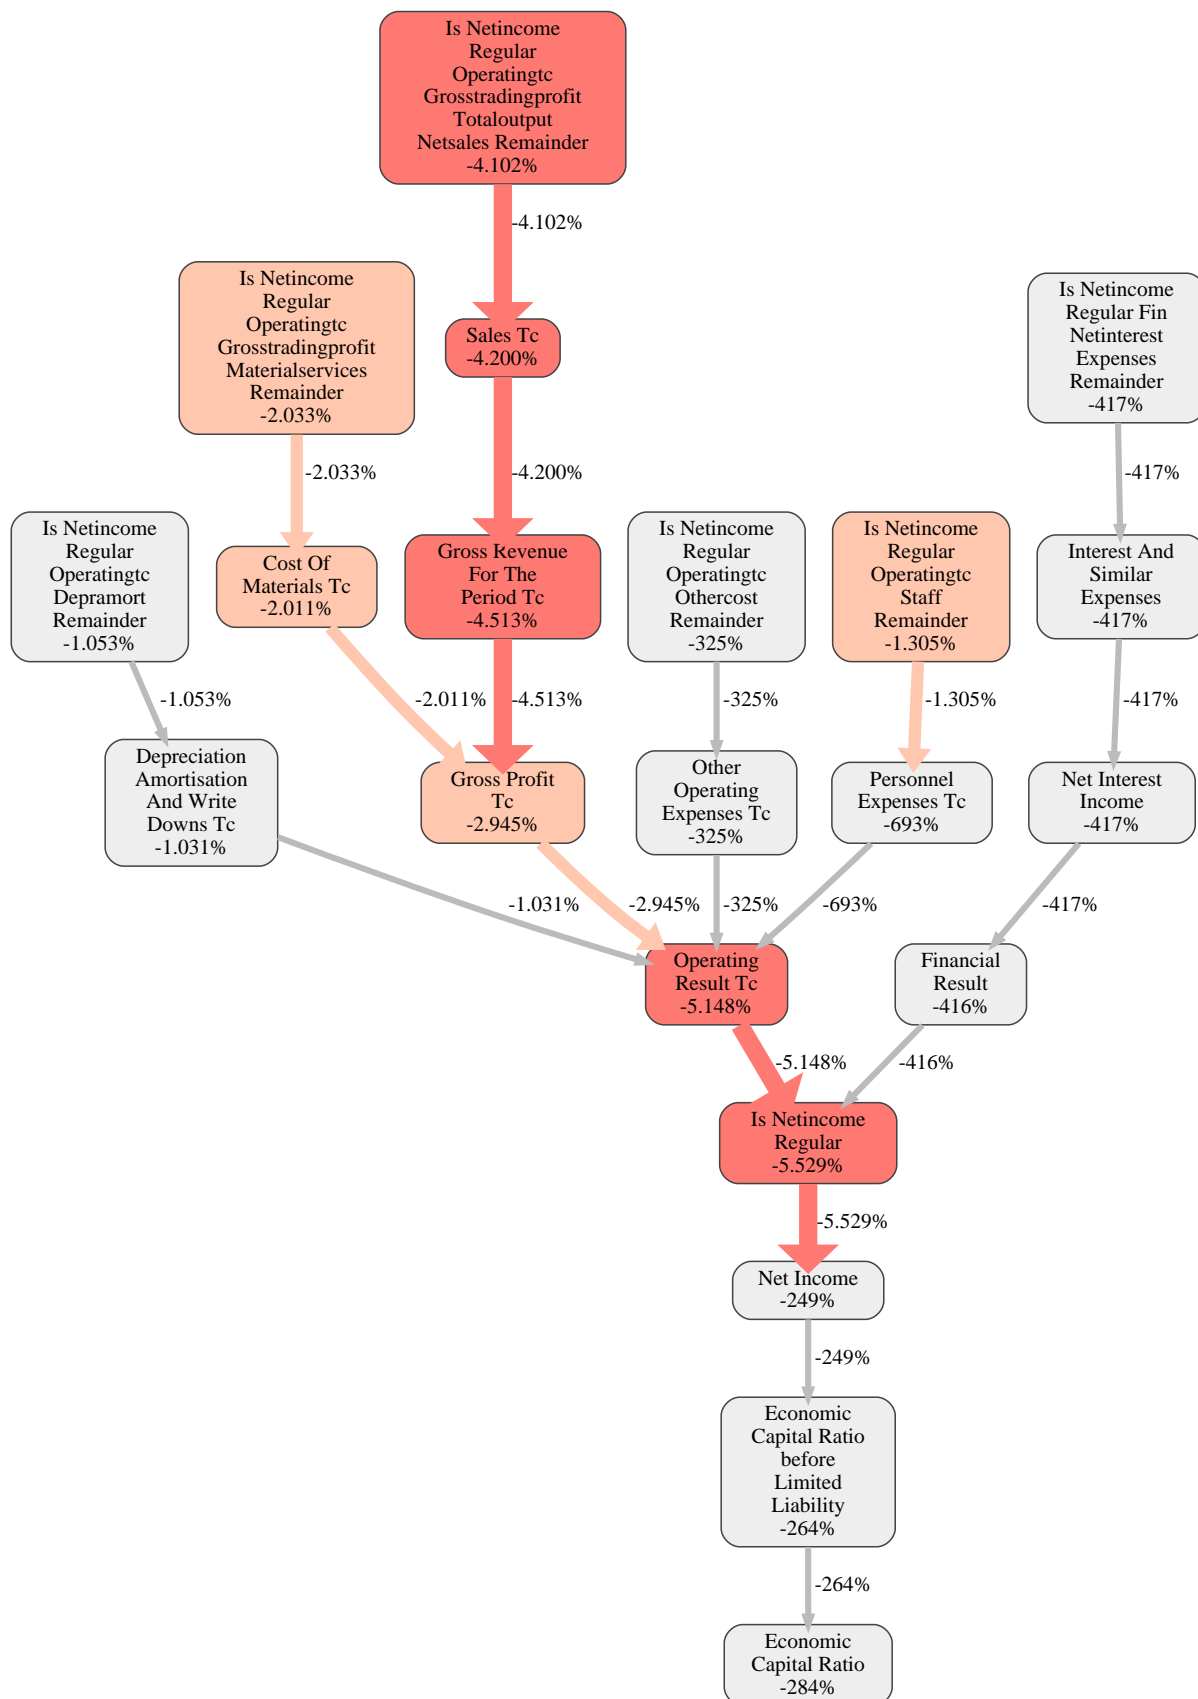 Is Netincome
Regular
Operatingtc
Grosstradingprofit
Totaloutput
Netsales Remainder
-4.102%
-4.102%
Is Netincome
Regular
Operatingtc
Grosstradingprofit
Materialservices
Remainder
-2.033%
Sales Tc
-4.200%
Is Netincome
Regular Fin
Netinterest
Expenses
Remainder
-417%
-2.033%
-4.200%
-417%
Is Netincome
Regular
Operatingtc
Depramort
Remainder
-1.053%
Cost Of
Materials Tc
-2.011%
Gross Revenue
For The
Period Tc
-4.513%
Is Netincome
Regular
Operatingtc
Othercost
Remainder
-325%
Is Netincome
Regular
Operatingtc
Staff
Remainder
-1.305%
Interest And
Similar
Expenses
-417%
-1.053%
-2.011%
-4.513%
-325%
-1.305%
-417%
Depreciation
Amortisation
And Write
Downs Tc
-1.031%
Gross Profit
Tc
-2.945%
Other
Operating
Expenses Tc
-325%
Personnel
Expenses Tc
-693%
Net Interest
Income
-417%
-1.031%
-2.945%
-325%
-693%
-417%
Operating
Result Tc
-5.148%
Financial
Result
-416%
-5.148%
-416%
Is Netincome
Regular
-5.529%
-5.529%
Net Income
-249%
-249%
Economic
Capital Ratio
before
Limited
Liability
-264%
-264%
Economic
Capital Ratio
-284%